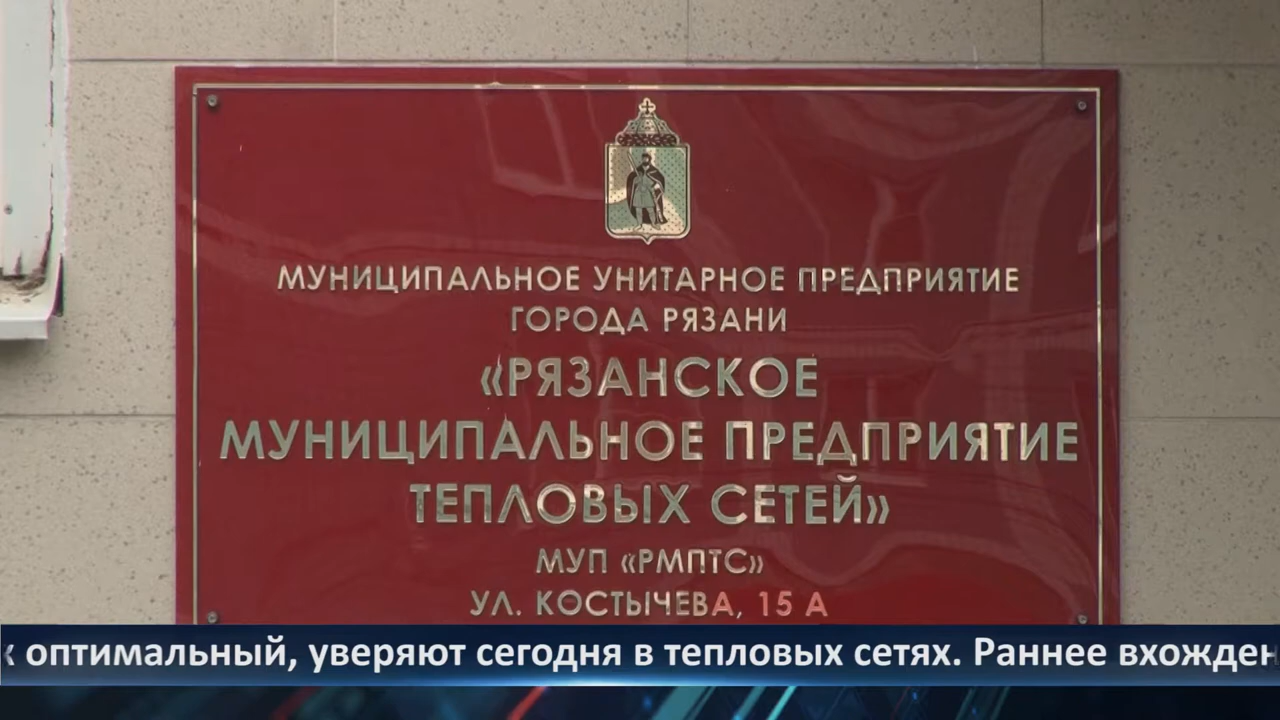 МУНИЦИПАЛЬНОЕ УНИТАРНОЕ ПРЕДПРИЯТИЕ
ГОРОДА РЯЗАНИ
«РЯЗАНСКОЕ
МУНИЦИПАЛЬНОЕ ПРЕДПРИЯТИЕ
ТЕПЛОВЫХ СЕТЕЙ»
МУП «РМПТС»
УЛ. КОСТЫЧЕВА, 15 А
оптимальный, уверяют сегодня в тепловых сетях. Раннее